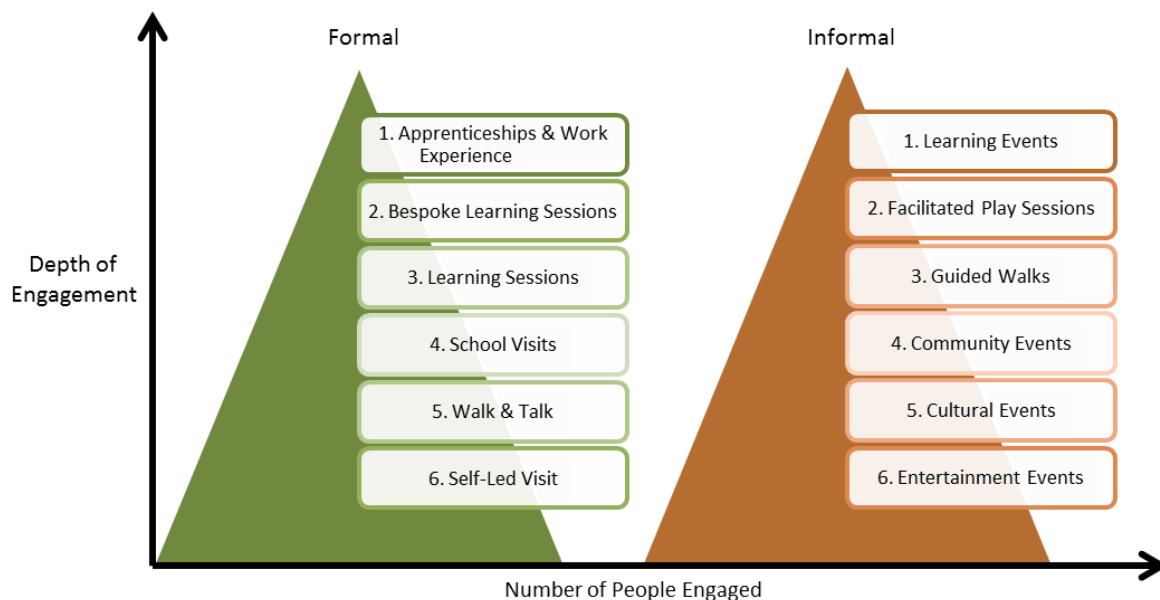 Formal
Informal
1. Apprenticeships & Work
Experience
2. Bespoke Learning Sessions
3. Learning Sessions
4. School Visits
5. Walk & Talk
6. Self-Led Visit
1. Learning Events
2. Facilitated Play Sessions
3. Guided Walks
4. Community Events
5. Cultural Events
6. Entertainment Events
Depth of
Engagement
Number of People Engaged